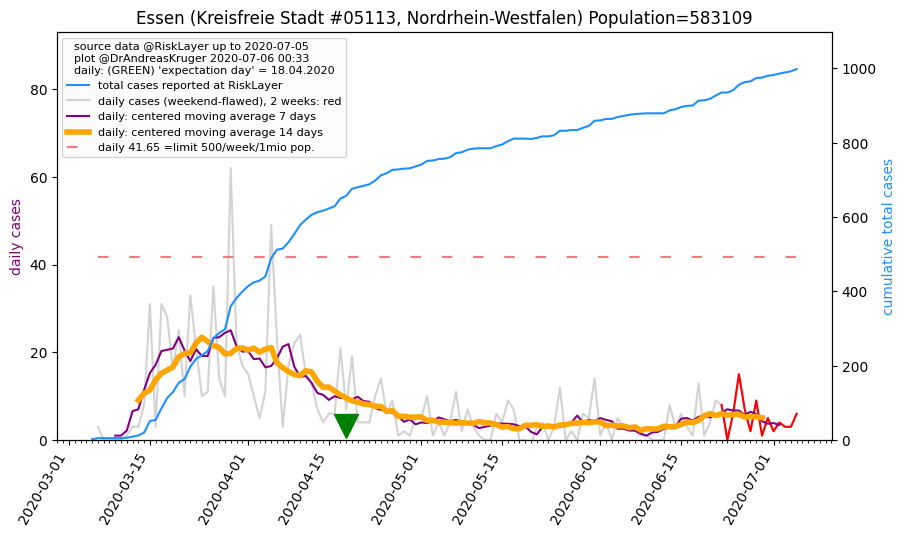 Essen (Kreisfreie Stadt #05113, Nordrhein-Westfalen) Population=583109
source data @RiskLayer up to 2020-07-05
plot @DrAndreasKruger 2020-07-06 00:33
daily: (GREEN) 'expectation day' = 18.04.2020
total cases reported at RiskLayer
daily cases (weekend-flawed), 2 weeks: red
daily: centered moving average 7 days
daily: centered moving average 14 days
daily 41.65 =limit 500/week/1mio pop.
daily cases
80
60
40
20
0
cumulative total cases
1000
800
600
400
200
0
2020-03-01
2020-03-15
2020-04-01
2020-04-15
2020-05-01
2020-05-15
2020-06-01
2020-06-15
2020-07-01